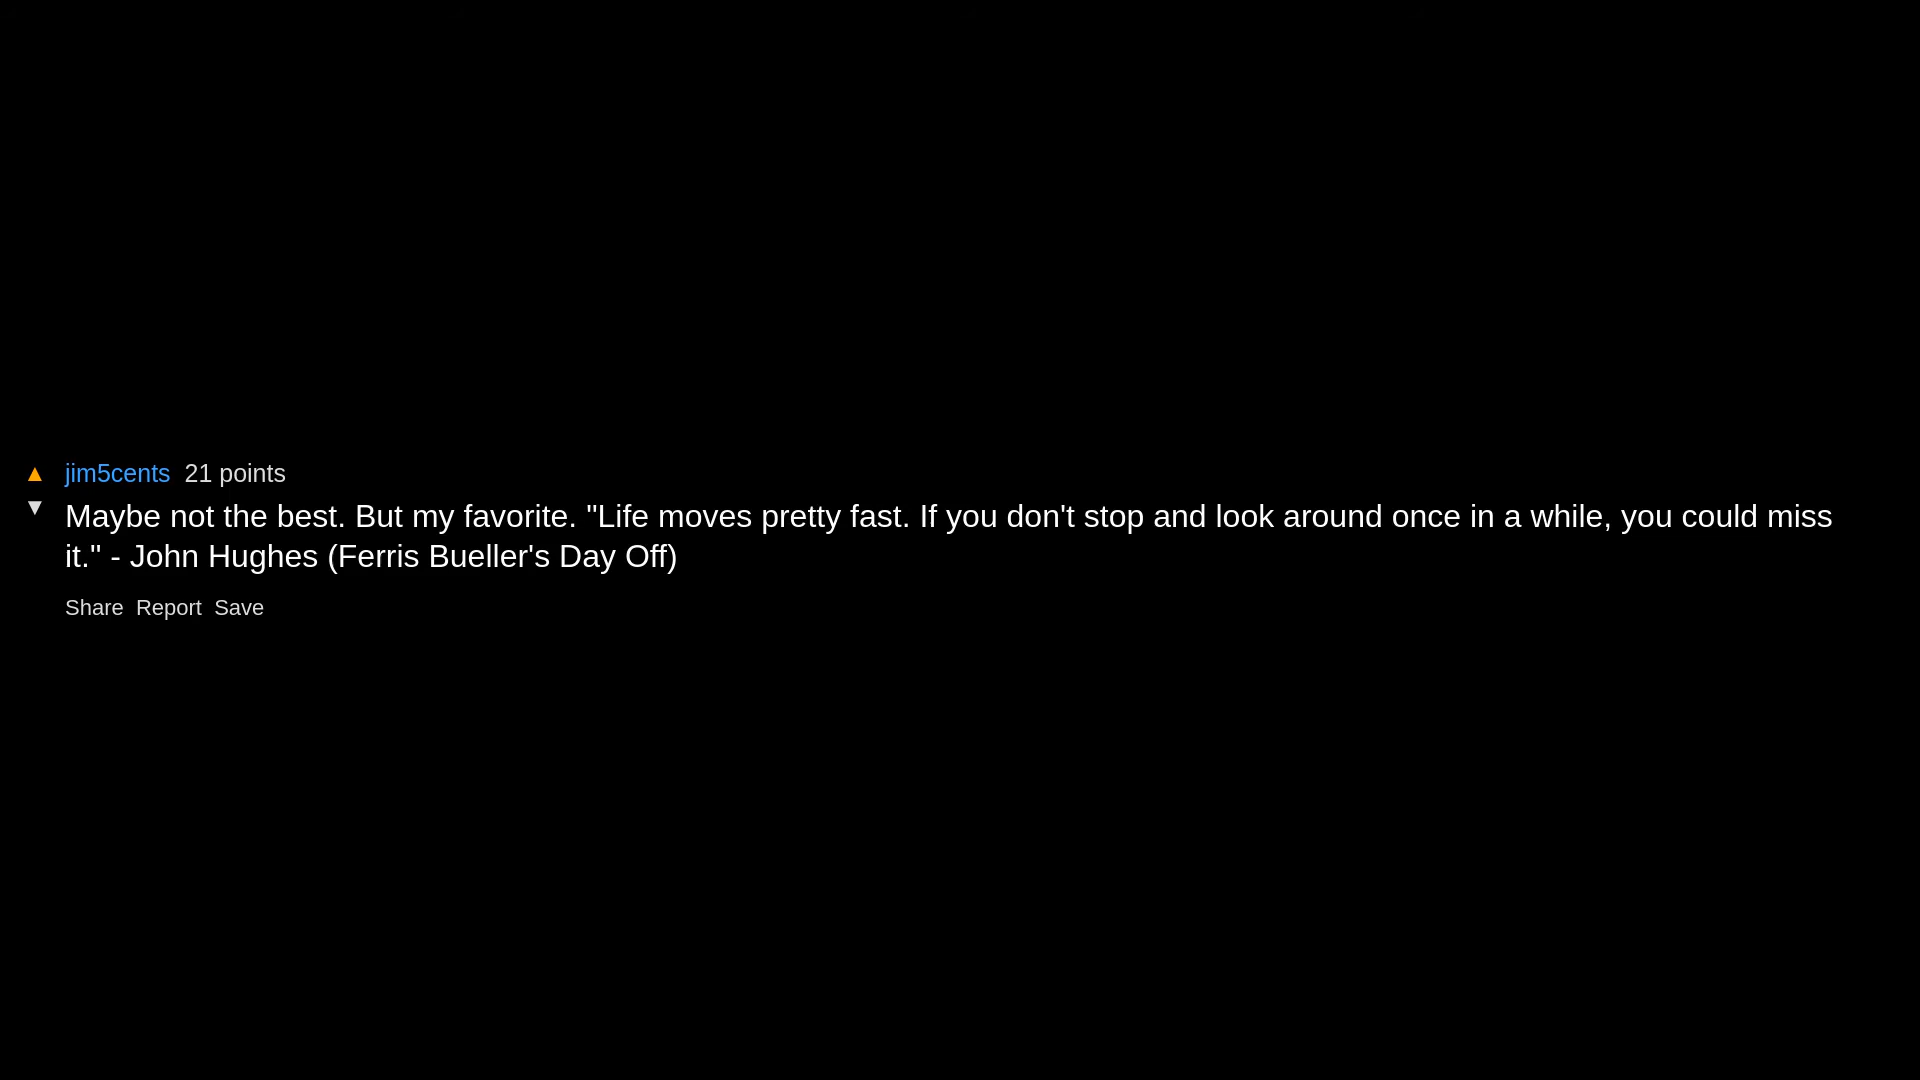 ▲ jim5cents 21 points
▼
Maybe not the best. But my favorite. "Life moves pretty fast. If you don't stop and look around once in a while, you could miss
it." - John Hughes (Ferris Bueller's Day Off)
Share Report Save